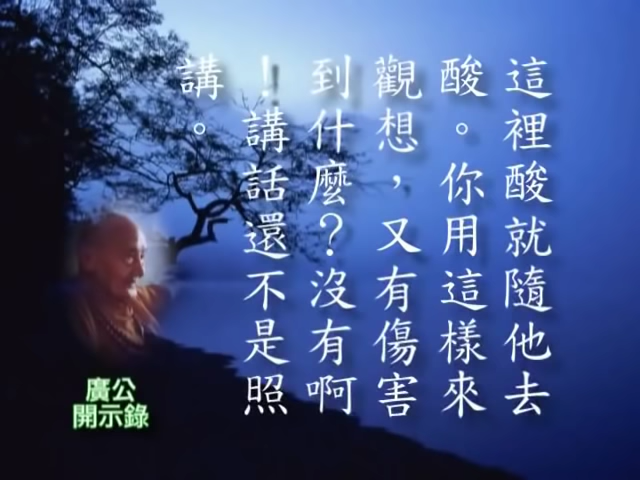 這裡酸就隨他去
酸。你用這樣來
觀想，又有傷害
到什麼？沒有啊
！講話還不是照
講。
廣公
開示錄